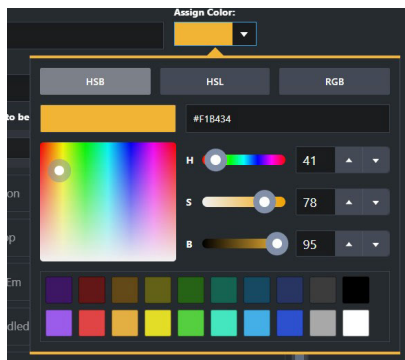 Assign Color:
HSB HSL RGB
to be
#F1B434
H 41
on
S 78
op
B 95
Em
dled